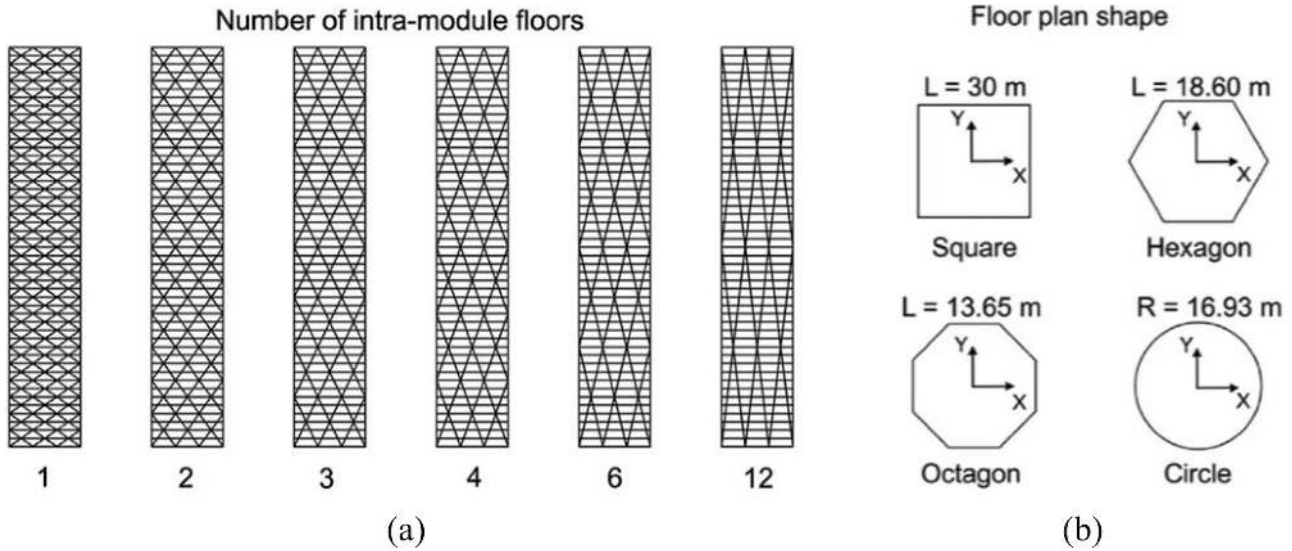 Number of intra-module floors
1 2 3 4 6 12
(a)
Floor plan shape
L = 30 m
Y
X
Square
L = 18.60 m
Y
X
Hexagon
L = 13.65 m
Y
X
Octagon
R = 16.93 m
Y
X
Circle
(b)